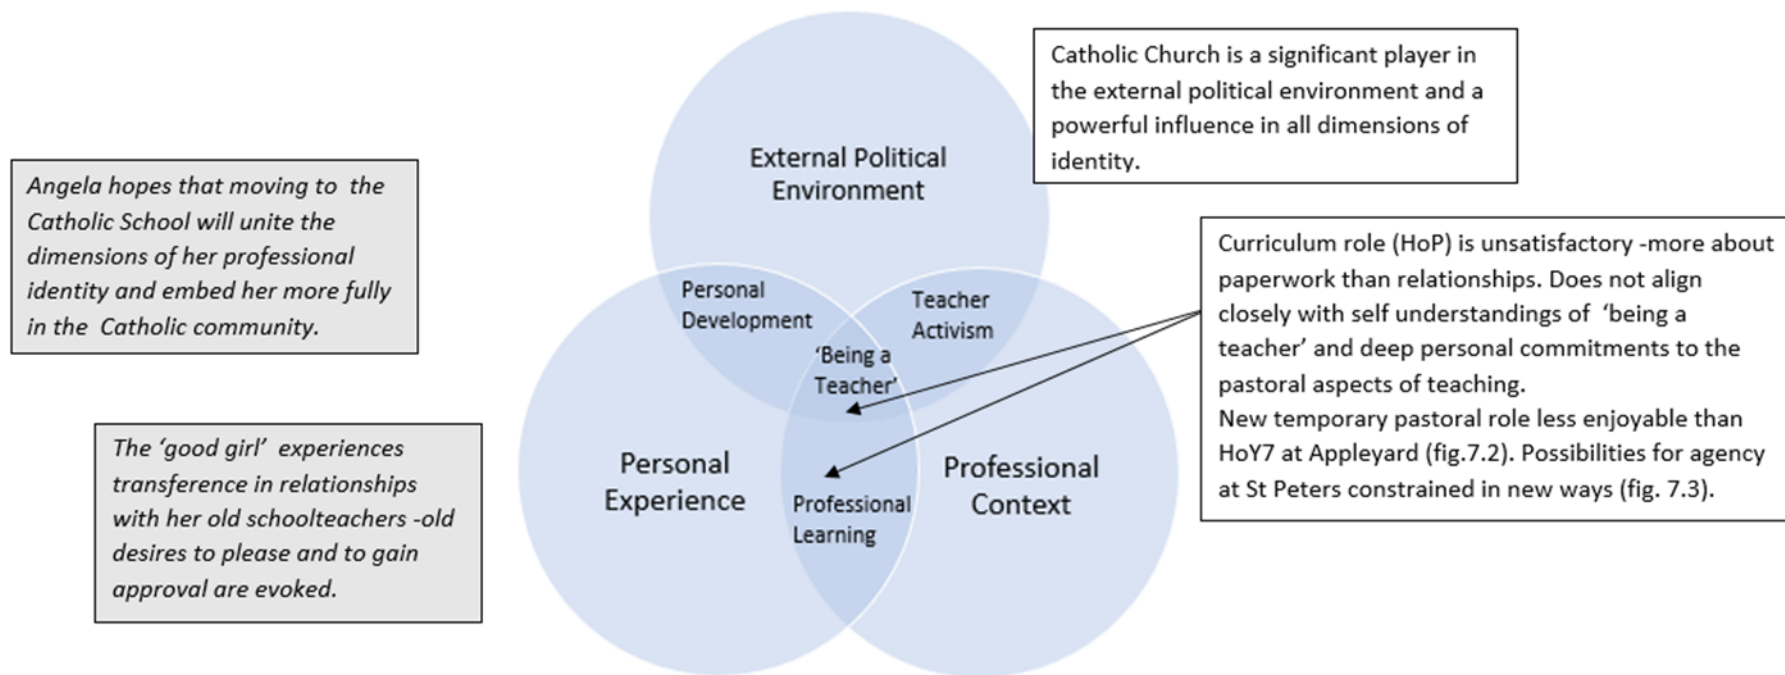 Catholic Church is a significant player in
the external political environment and a
powerful influence in all dimensions of
identity.
External Political
Environment
Angela hopes that moving to the
Catholic School will unite the
dimensions of her professional
identity and embed her more fully
in the Catholic community.
Curriculum role (HoP) is unsatisfactory -more about
paperwork than relationships. Does not align
closely with self understandings of ‘being a
teacher’ and deep personal commitments to the
pastoral aspects of teaching.
New temporary pastoral role less enjoyable than
HoY7 at Appleyard (fig.7.2). Possibilities for agency
at St Peters constrained in new ways (fig. 7.3).
Personal
Development
Teacher
Activism
‘Being a
Teacher’
The ‘good girl’ experiences
transference in relationships
with her old schoolteachers -old
desires to please and to gain
approval are evoked.
Personal
Experience
Professional
Context
Professional
Learning